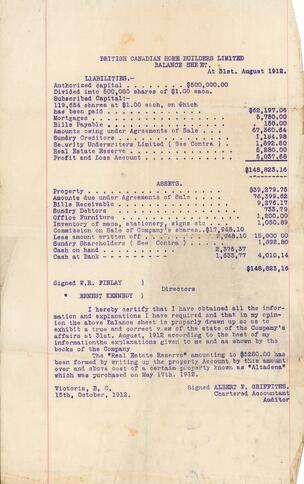 BRITISH CANADIAN HOME BUILDERS LIMITED
BALANCE SHEET.
At 31st. August, 1912.
LIABILITIES.-
Authorized capital . . . . . . . . . $500,000.00
Divided into 500,000 shares of $1.00 each.
Subscribed Capital:-
119,654 shares at $1.00 each, on which
has been paid . . . . . . . . . . . . $62,197.06
Mortgages . . . . . . . . . . . . . . 5,750.00
Bills Payable . . . . . . . . . . . . 150.00
Amounts owing under Agreements of Sale . . . 67,360.64
Sundry Creditors . . . . . . . . . . 1,154.98
Security Underwriters Limited ( See Contra ) . 1,892.80
Real Estate Reserve . . . . . . . . . 5,280.00
Profit and Loss Account . . . . . . . 5,037.68
$148,823.16
ASSETS.
Property . . . . . . . . . . . . . . $39,279.75
Amounts due under Agreements of Sale . . . 76,399.62
Bills Receivable . . . . . . . . . . 9,276.17
Sundry Debtors . . . . . . . . . . . 733.79
Office Furniture . . . . . . . . . . 1,200.00
Inventory of maps, stationery, signs etc . . . 1,030.89
Commission on Sale of Company's shares..$17,948.10
Less amount written off . . . 2,948.10 15,000 00
Sundry Shareholders ( See Contra ) . . . 1,892.80
Cash on hand . . . . . . 2,376.37
Cash at Bank . . . . . . 1,633.77 4,010.14
$148,823.16
Signed W.R. FINLAY )
Directors
" ERNEST KENNEDY )
I hereby certify that I have obtained all the infor-
mation and explanations I have required and that in my opin-
ion the above Balance sheet is properly drawn up so as to
exhibit a true and correct view of the state of the Company's
affairs at 31st. August, 1912 according to the best of my
informationthe explanations given to me and as shown by the
books of the Company
The "Real Estate Reserve" amounting to $5280.00 has
been formed by writing up the property Account by this amount
over and above cost of a certain property known as "Altadena"
which was purchased on May 17th. 1912.
Victoria, B, C,
15th, October, 1912.
Signed ALBERT F. GRIFFITHS,
Chartered Accountant
Auditor